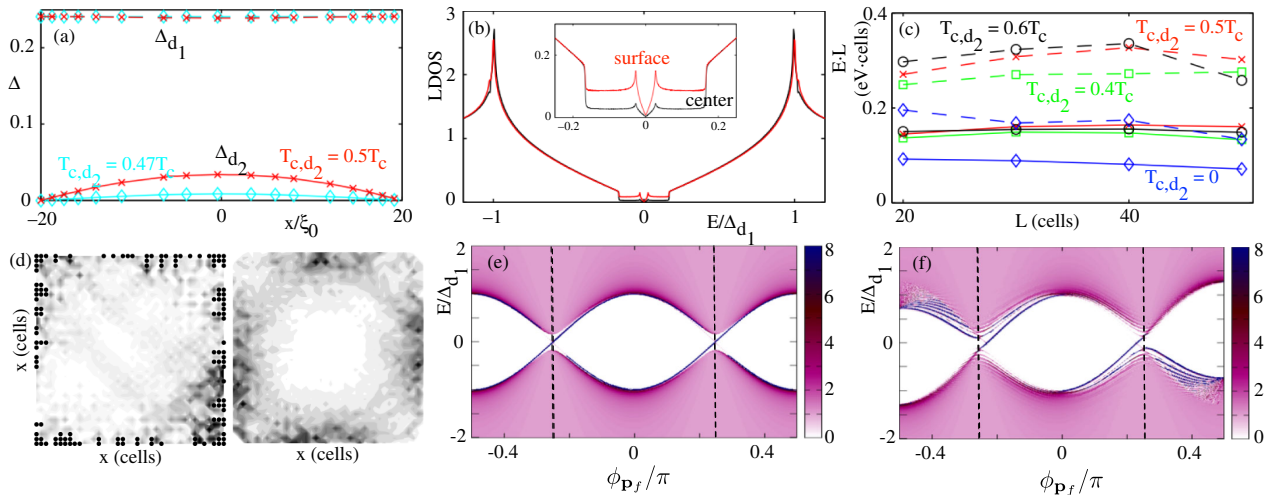 (a)
0.2
Δ
0
Δd1
Δd2
Tc,d2 = 0.47Tc
Tc,d2 = 0.5Tc
−20
0
20
x/ξ0
(b)
LDOS
3
2
1
0
0.2
0
surface
center
−0.2
0
0.2
−1
0
1
E/Δd1
(c)
E·L
(eV·cells)
0.4
0.2
0
Tc,d2 = 0.6Tc
Tc,d2 = 0.5Tc
Tc,d2 = 0.4Tc
Tc,d2 = 0
20
40
L (cells)
(d)
x (cells)
x (cells)
x (cells)
x (cells)
(e)
E/Δd1
2
1
0
-2
8
7
6
5
4
3
2
1
0
-0.4
0
0.4
ϕpf/π
(f)
E/Δd1
2
0
-2
8
6
4
2
0
-0.4
0
0.4
ϕpf/π